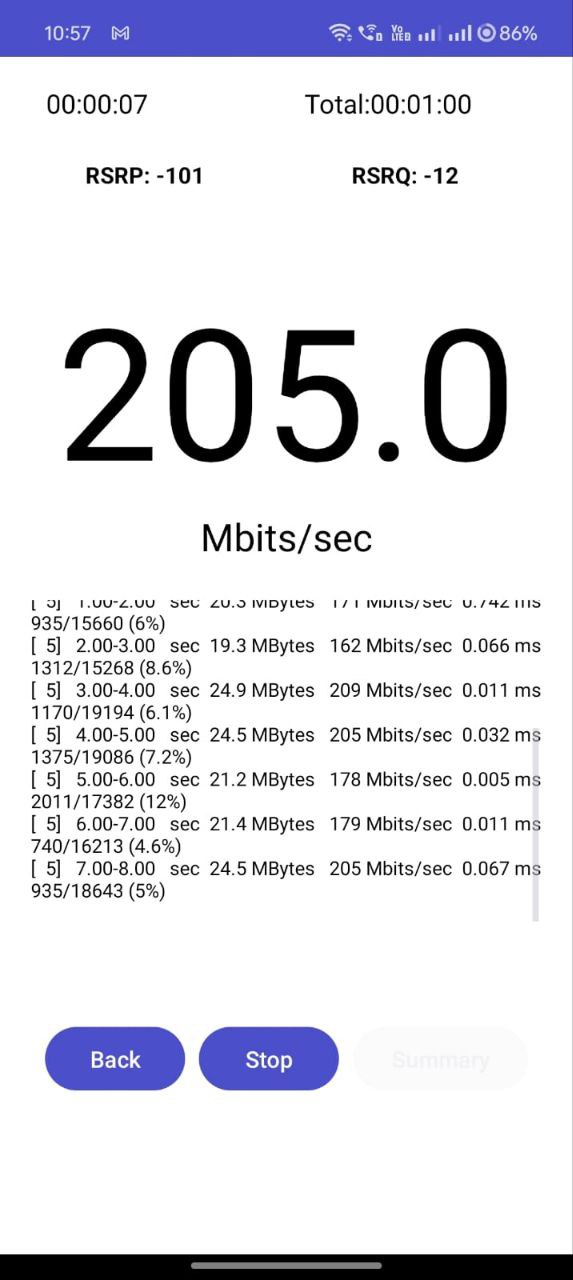 10:57 86%
00:00:07 Total:00:01:00
RSRP: -101 RSRQ: -12
205.0
Mbits/sec
[ 5] 1.00-2.00 sec 20.3 MBytes 171 Mbits/sec 0.742 ms
935/15660 (6%)
[ 5] 2.00-3.00 sec 19.3 MBytes 162 Mbits/sec 0.066 ms
1312/15268 (8.6%)
[ 5] 3.00-4.00 sec 24.9 MBytes 209 Mbits/sec 0.011 ms
1170/19194 (6.1%)
[ 5] 4.00-5.00 sec 24.5 MBytes 205 Mbits/sec 0.032 ms
1375/19086 (7.2%)
[ 5] 5.00-6.00 sec 21.2 MBytes 178 Mbits/sec 0.005 ms
2011/17382 (12%)
[ 5] 6.00-7.00 sec 21.4 MBytes 179 Mbits/sec 0.011 ms
740/16213 (4.6%)
[ 5] 7.00-8.00 sec 24.5 MBytes 205 Mbits/sec 0.067 ms
935/18643 (5%)
Back Stop Summary